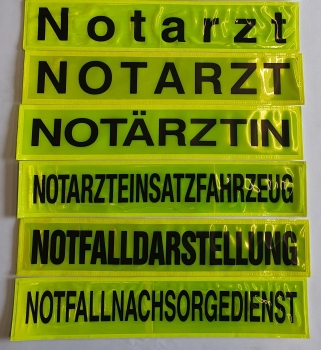 Notarzt
NOTARZT
NOTÄRZTIN
NOTARZTEINSATZFAHRZEUG
NOTFALLDARSTELLUNG
NOTFALLNACHSORGEDIENST